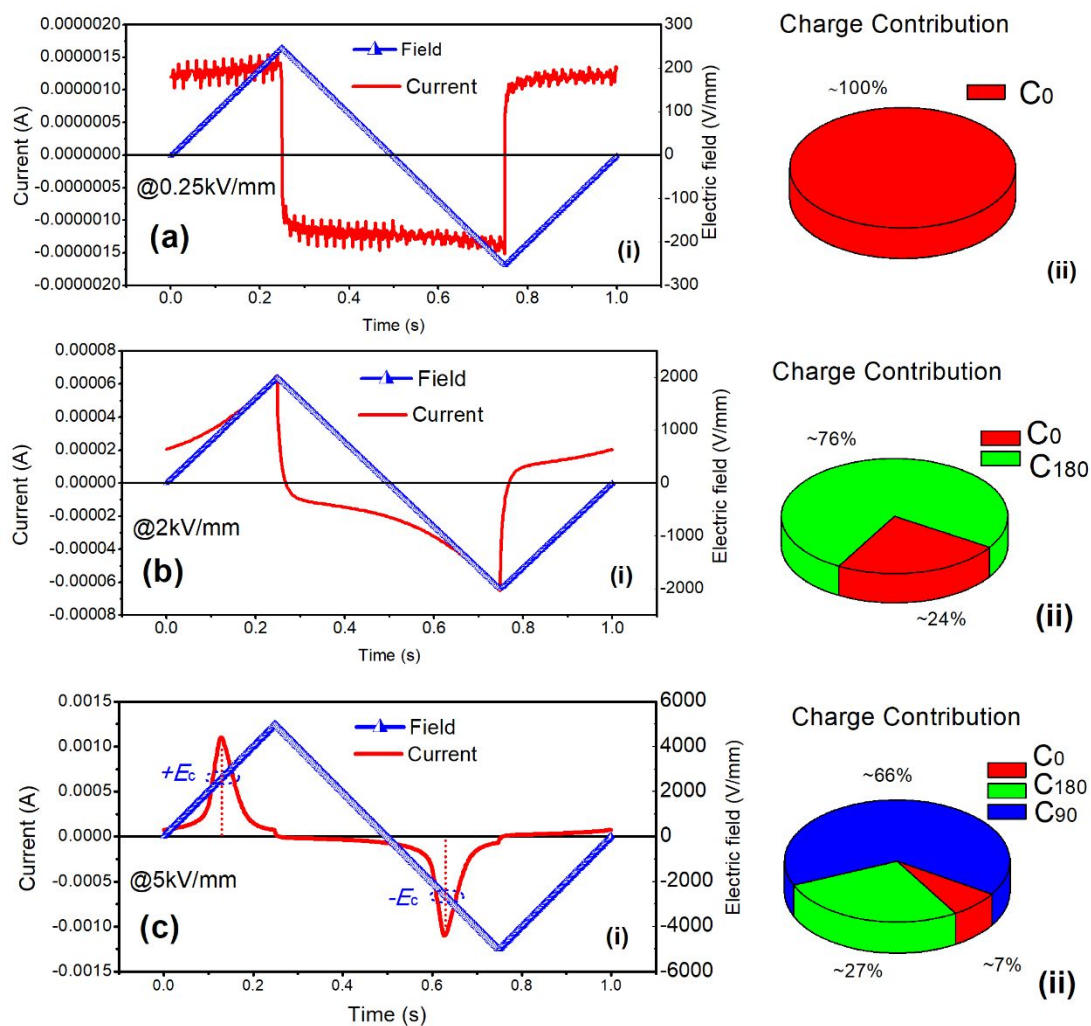 0.0000020
0.0000015
0.0000010
0.0000005
0.0000000
-0.0000005
-0.0000010
-0.0000015
-0.0000020
Current (A)
Field
Current
@0.25kV/mm
(a)
(i)
300
200
100
0
-100
-200
-300
Electric field (V/mm)
0.0 0.2 0.4 0.6 0.8 1.0
Time (s)
Charge Contribution
~100%
C0
(ii)
0.00008
0.00006
0.00004
0.00002
0.00000
-0.00002
-0.00004
-0.00006
-0.00008
Current (A)
Field
Current
@2kV/mm
(b)
(i)
2000
1000
0
-1000
-2000
Electric field (V/mm)
0.0 0.2 0.4 0.6 0.8 1.0
Time (s)
Charge Contribution
~76%
C0
C180
~24%
(ii)
0.0015
0.0010
0.0005
0.0000
-0.0005
-0.0010
-0.0015
Current (A)
Field
Current
+Ec
-Ec
@5kV/mm
(c)
(i)
6000
4000
2000
0
-2000
-4000
-6000
Electric field (V/mm)
0.0 0.2 0.4 0.6 0.8 1.0
Time (s)
Charge Contribution
~66%
C0
C180
C90
~27%
~7%
(ii)